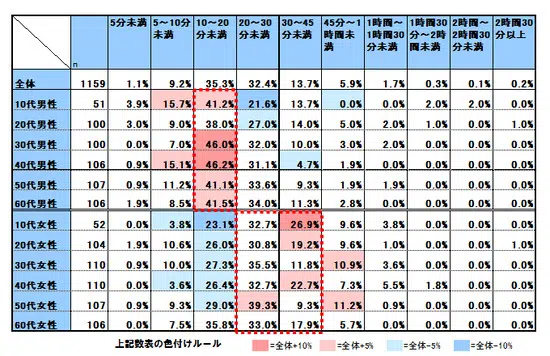 n 5分未満 5～10分未満 10～20分未満 20～30分未満 30～45分未満 45分～1時間未満 1時間～1時間30分未満 1時間30分～2時間未満 2時間～2時間30分未満 2時間30分以上
全体 1159 1.1% 9.2% 35.3% 32.4% 13.7% 5.9% 1.7% 0.3% 0.1% 0.2%
10代男性 51 3.9% 15.7% 41.2% 21.6% 13.7% 0.0% 0.0% 2.0% 2.0% 0.0%
20代男性 100 3.0% 9.0% 38.0% 27.0% 14.0% 5.0% 2.0% 1.0% 0.0% 1.0%
30代男性 100 0.0% 7.0% 46.0% 32.0% 10.0% 3.0% 2.0% 0.0% 0.0% 0.0%
40代男性 106 0.9% 15.1% 46.2% 31.1% 4.7% 1.9% 0.0% 0.0% 0.0% 0.0%
50代男性 107 0.9% 11.2% 41.1% 33.6% 9.3% 1.9% 1.9% 0.0% 0.0% 0.0%
60代男性 106 1.9% 8.5% 41.5% 34.0% 11.3% 2.8% 0.0% 0.0% 0.0% 0.0%
10代女性 52 0.0% 3.8% 23.1% 32.7% 26.9% 9.6% 3.8% 0.0% 0.0% 0.0%
20代女性 104 1.9% 10.6% 26.0% 30.8% 19.2% 9.6% 1.0% 0.0% 0.0% 1.0%
30代女性 110 0.9% 10.0% 27.3% 35.5% 11.8% 10.9% 3.6% 0.0% 0.0% 0.0%
40代女性 110 0.0% 3.6% 26.4% 32.7% 22.7% 7.3% 5.5% 1.8% 0.0% 0.0%
50代女性 107 0.9% 9.3% 29.0% 39.3% 9.3% 11.2% 0.9% 0.0% 0.0% 0.0%
60代女性 106 0.0% 7.5% 35.8% 33.0% 17.9% 5.7% 0.0% 0.0% 0.0% 0.0%
上記数表の色付けルール =全体+10% =全体+5% =全体-5% =全体-10%